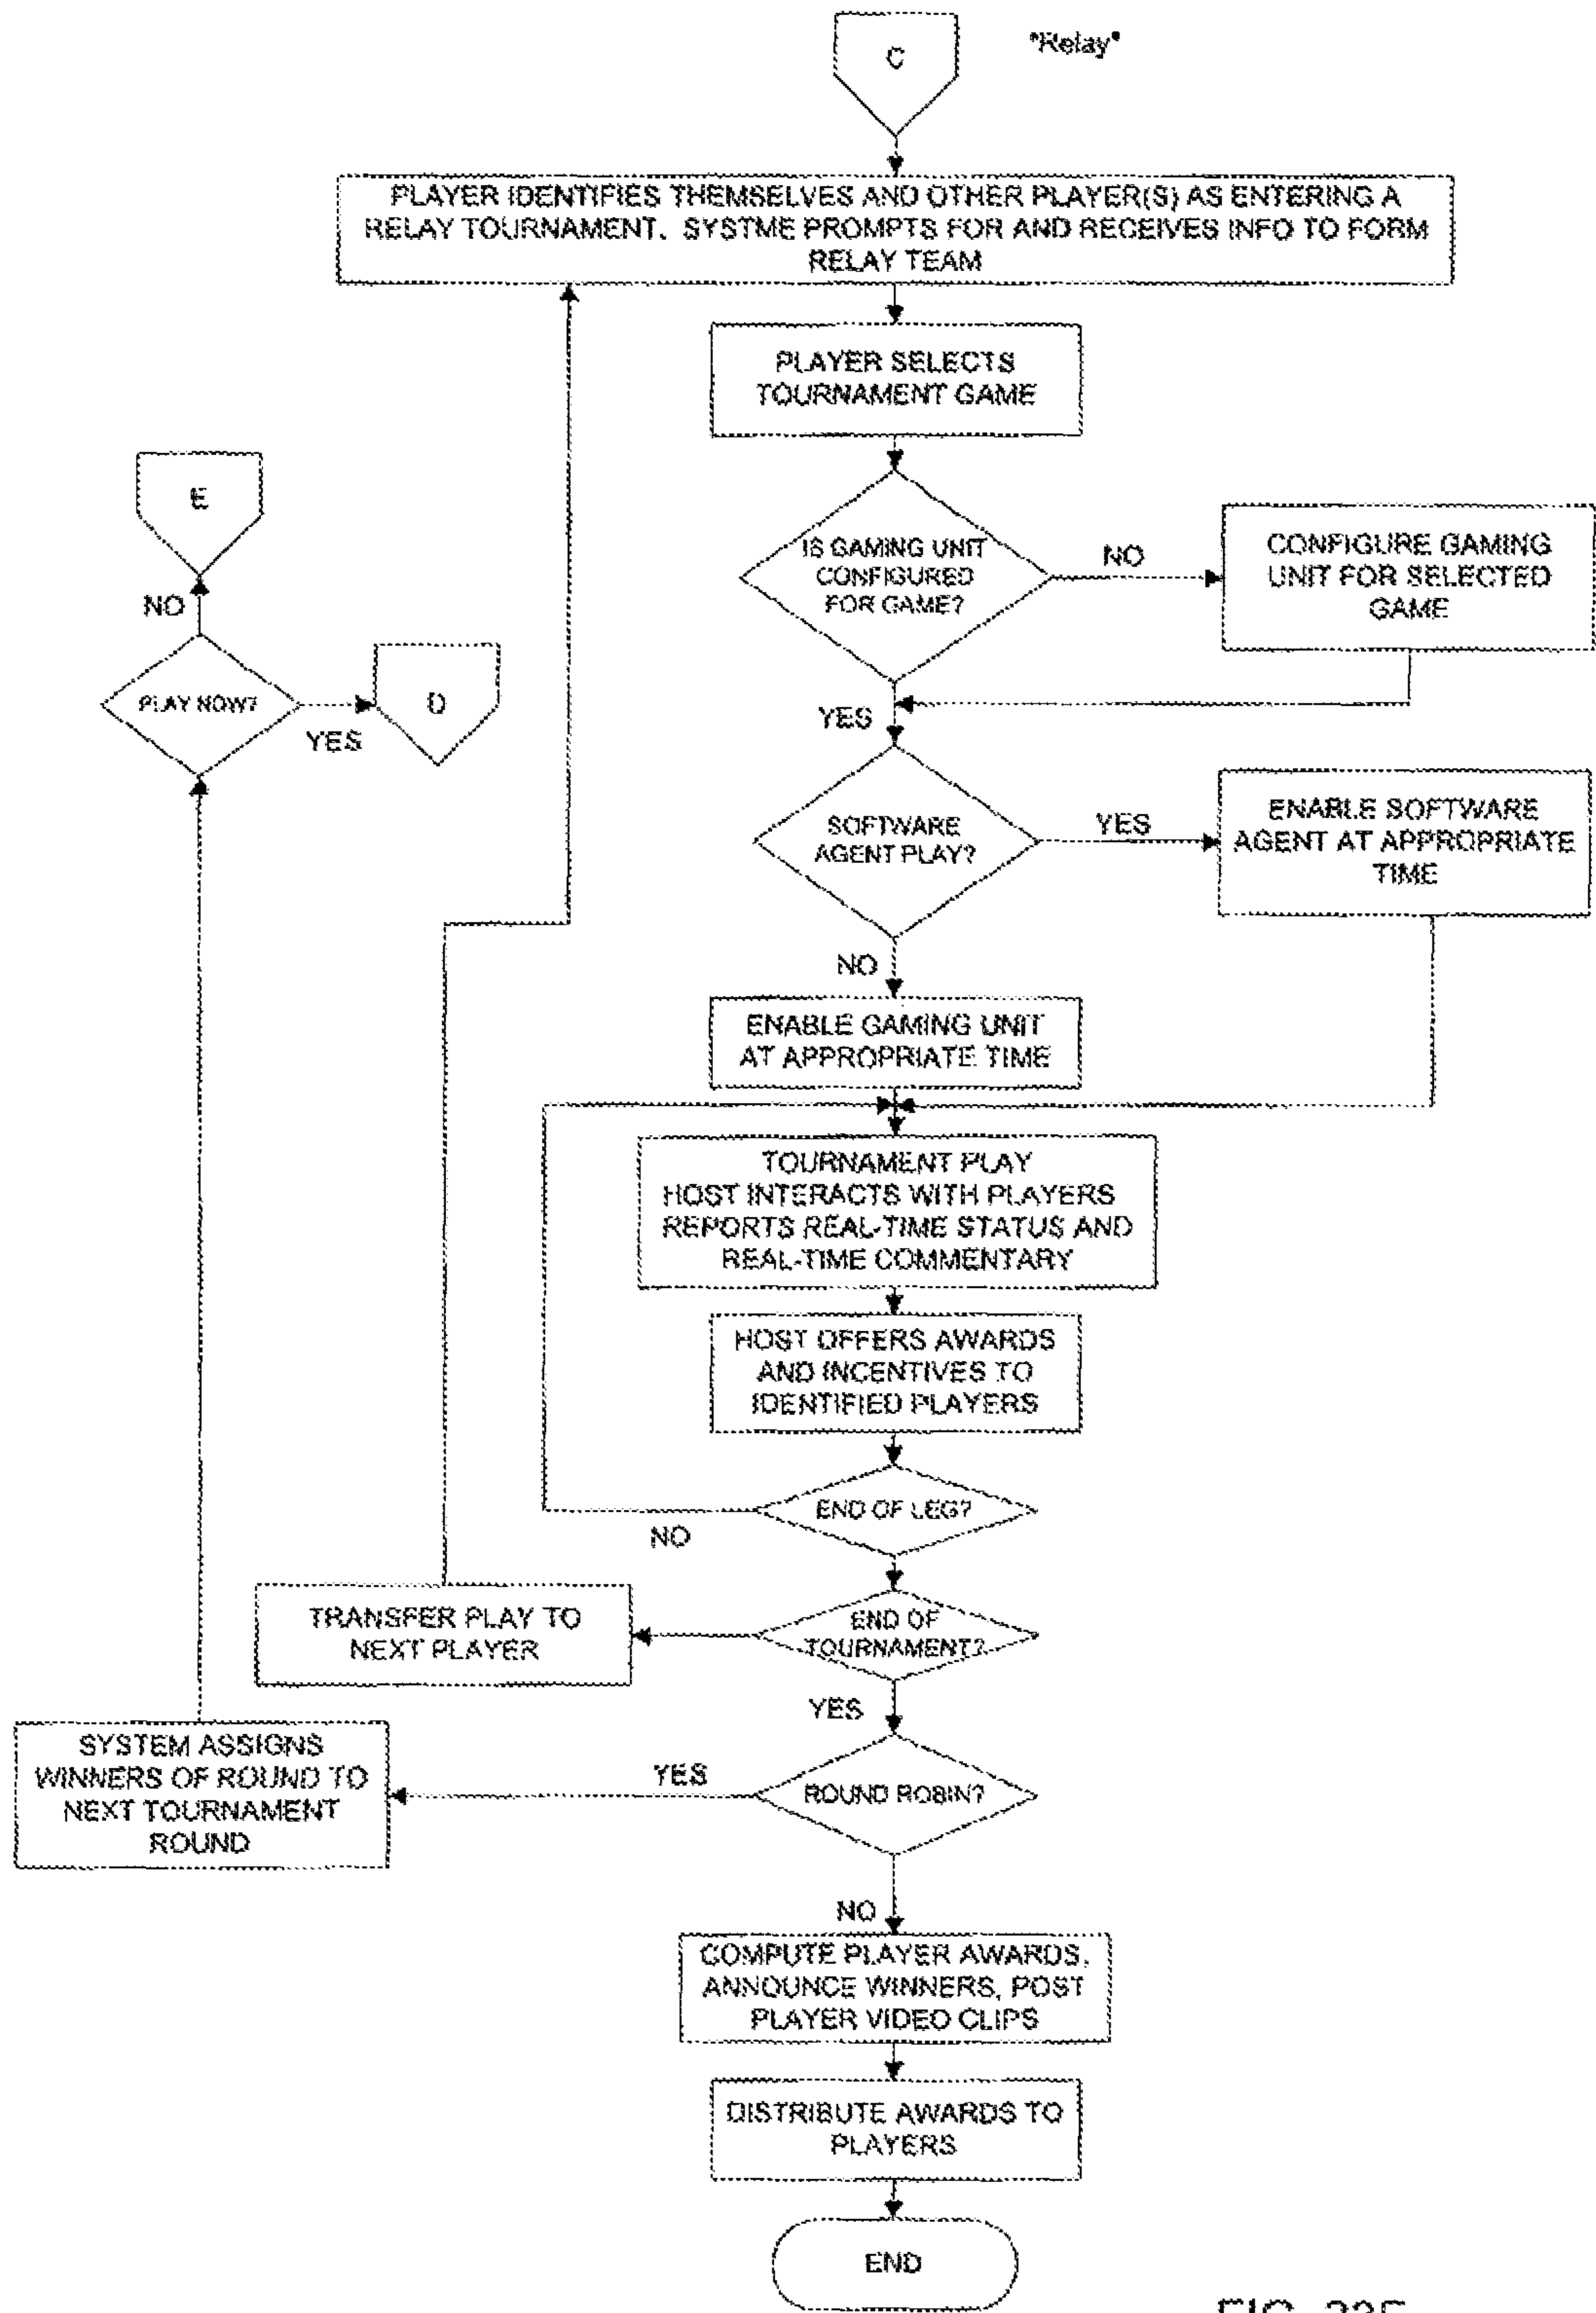 C
"Relay"
PLAYER IDENTIFIES THEMSELVES AND OTHER PLAYER(S) AS ENTERING A
RELAY TOURNAMENT. SYSTME PROMPTS FOR AND RECEIVES INFO TO FORM
RELAY TEAM
PLAYER SELECTS
TOURNAMENT GAME
E
NO
PLAY NOW?
YES
D
IS GAMING UNIT
CONFIGURED
FOR GAME?
NO
CONFIGURE GAMING
UNIT FOR SELECTED
GAME
YES
SOFTWARE
AGENT PLAY?
YES
ENABLE SOFTWARE
AGENT AT APPROPRIATE
TIME
NO
ENABLE GAMING UNIT
AT APPROPRIATE TIME
TOURNAMENT PLAY
HOST INTERACTS WITH PLAYERS
REPORTS REAL-TIME STATUS AND
REAL-TIME COMMENTARY
HOST OFFERS AWARDS
AND INCENTIVES TO
IDENTIFIED PLAYERS
END OF LEG?
NO
TRANSFER PLAY TO
NEXT PLAYER
END OF
TOURNAMENT?
YES
SYSTEM ASSIGNS
WINNERS OF ROUND TO
NEXT TOURNAMENT
ROUND
YES
ROUND ROBIN?
NO
COMPUTE PLAYER AWARDS,
ANNOUNCE WINNERS, POST
PLAYER VIDEO CLIPS
DISTRIBUTE AWARDS TO
PLAYERS
END